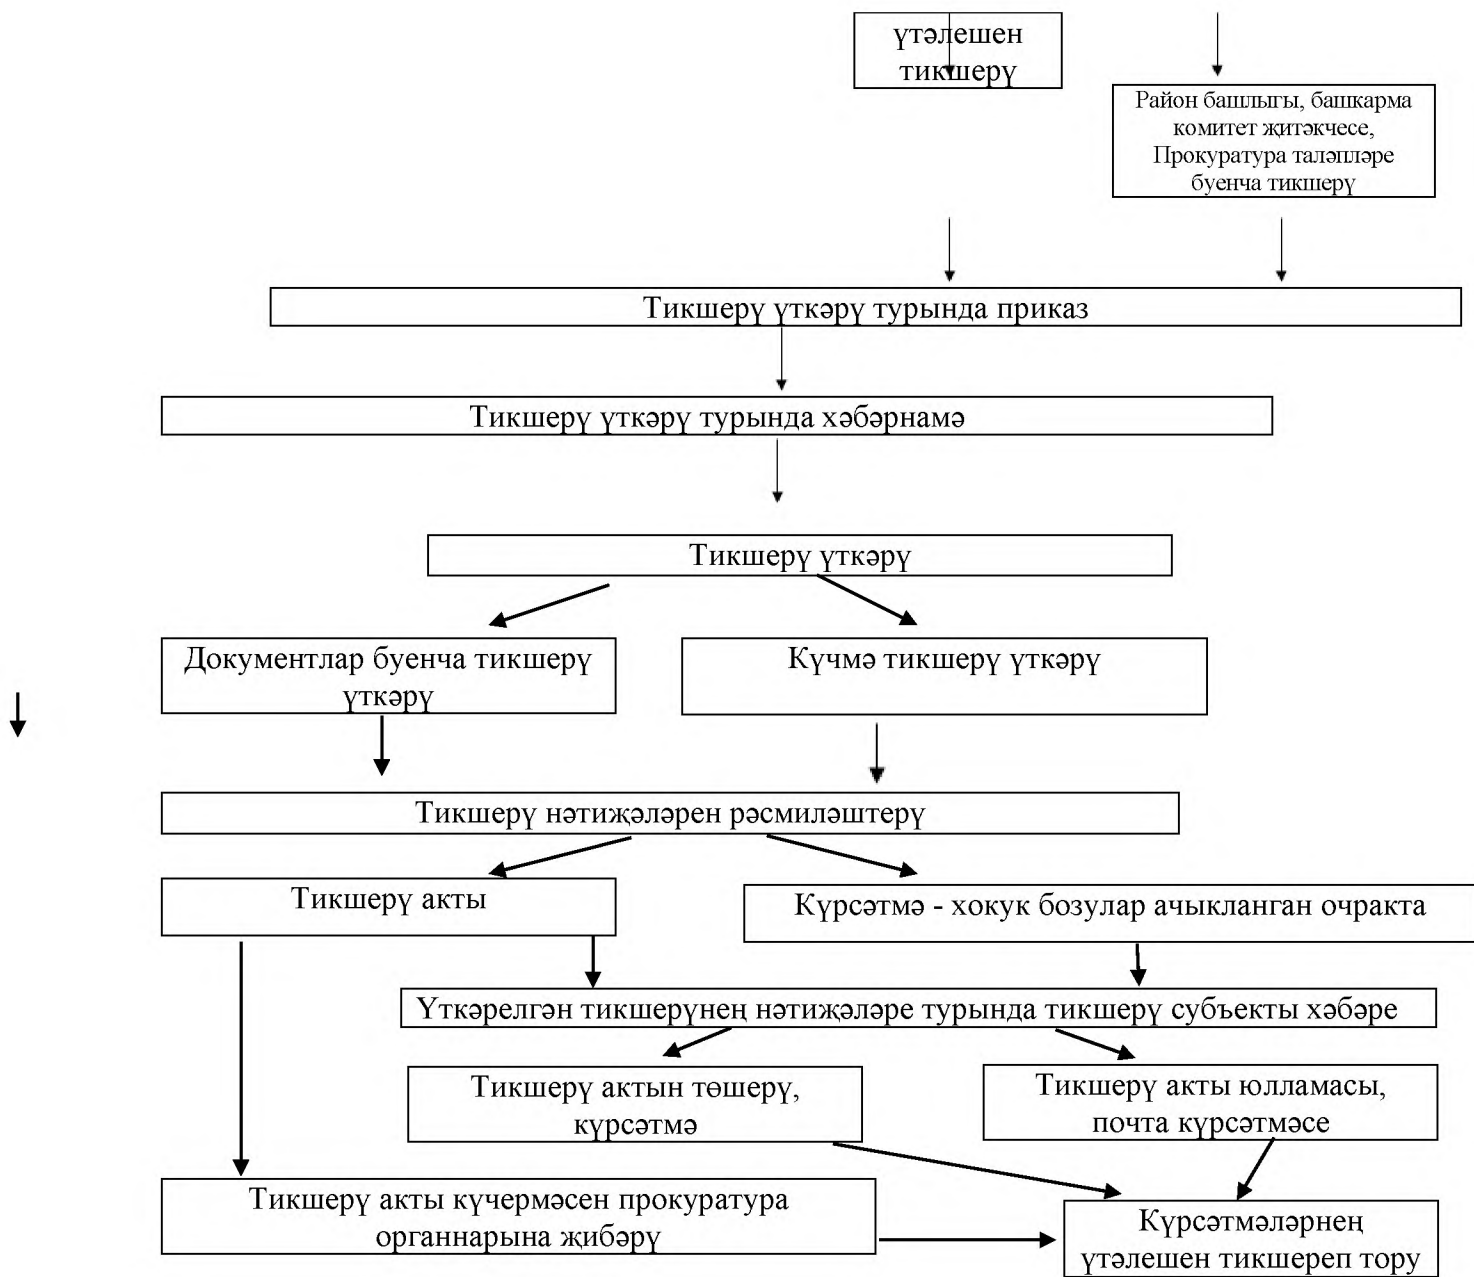 үтәлешен
тикшерү
Район башлыгы, башкарма
комитет җитәкчесе,
Прокуратура таләпләре
буенча тикшерү
Тикшерү үткәрү турында приказ
Тикшерү үткәрү турында хәбәрнамә
Тикшерү үткәрү
Документлар буенча тикшерү
үткәрү
Күчмә тикшерү үткәрү
Тикшерү нәтиҗәләрен рәсмиләштерү
Тикшерү акты
Күрсәтмә - хокук бозулар ачыкланган очракта
Үткәрелгән тикшерүнең нәтиҗәләре турында тикшерү субъекты хәбәре
Тикшерү актын төшерү,
күрсәтмә
Тикшерү акты юлламасы,
почта күрсәтмәсе
Тикшерү акты күчермәсен прокуратура
органнарына җибәрү
Күрсәтмәләрнең
үтәлешен тикшереп тору